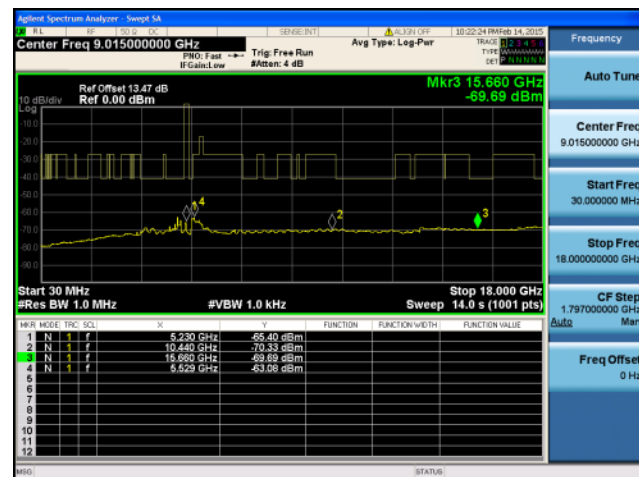 Agilent Spectrum Analyzer - Swept SA
RL RF 50 Ω DC SENSE:INT ALIGN OFF 10:22:24 PM Feb 14, 2015
Center Freq 9.015000000 GHz
PNO: Fast
IFGain:Low
Trig: Free Run
#Atten: 4 dB
Avg Type: Log-Pwr
TRACE 1 2 3 4 5 6
TYPE
DET P N N N N N
Ref Offset 13.47 dB
Ref 0.00 dBm
Mkr3 15.660 GHz
-69.69 dBm
10 dB/div
Log
-10.0
-20.0
-30.0
-40.0
-50.0
-60.0
-70.0
-80.0
-90.0
4
2
3
Start 30 MHz
Stop 18.000 GHz
#Res BW 1.0 MHz
#VBW 1.0 kHz
Sweep 14.0 s (1001 pts)
MKR MODE TRC SCL X Y FUNCTION FUNCTION WIDTH FUNCTION VALUE
1 N 1 f 5.230 GHz -65.40 dBm
2 N 1 f 10.440 GHz -70.33 dBm
3 N 1 f 15.660 GHz -69.69 dBm
4 N 1 f 5.529 GHz -63.08 dBm
5
6
7
8
9
10
11
12
MSG
STATUS
Frequency
Auto Tune
Center Freq
9.015000000 GHz
Start Freq
30.000000 MHz
Stop Freq
18.000000000 GHz
CF Step
1.797000000 GHz
Auto Man
Freq Offset
0 Hz